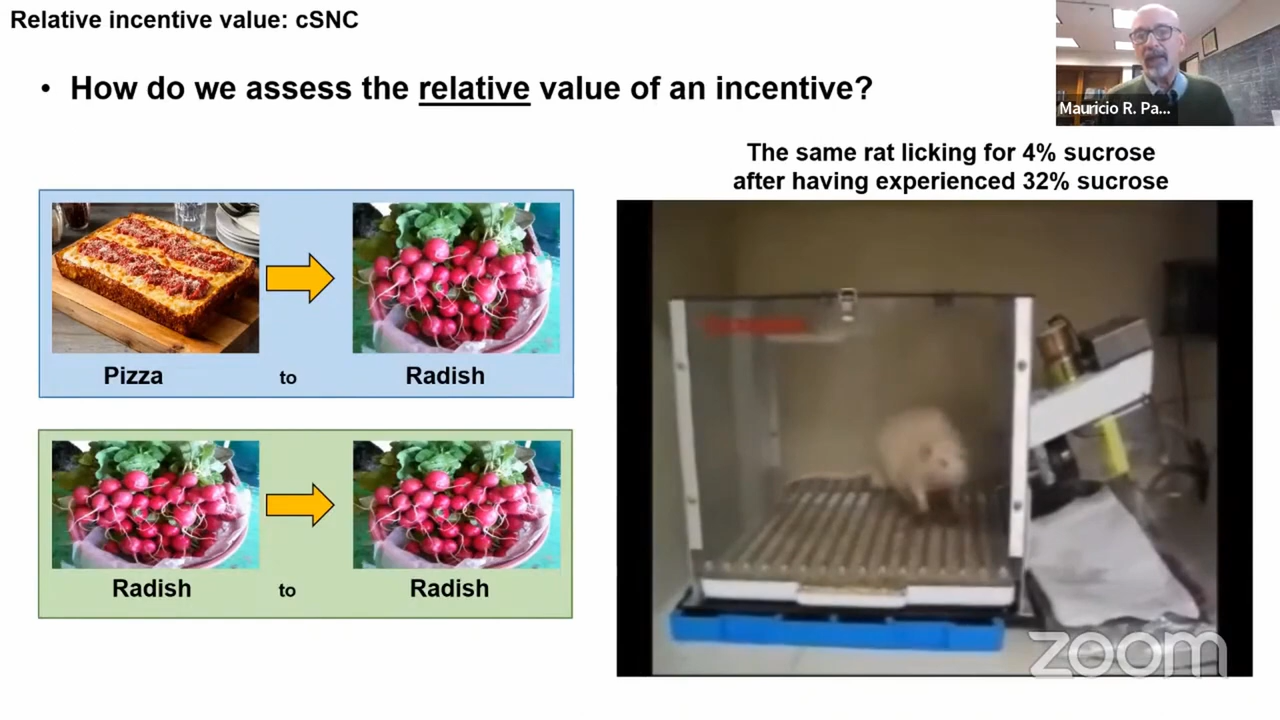 Relative incentive value: cSNC
• How do we assess the relative value of an incentive?
Mauricio R. Pa...
The same rat licking for 4% sucrose
after having experienced 32% sucrose
Pizza to Radish
Radish to Radish
zoom